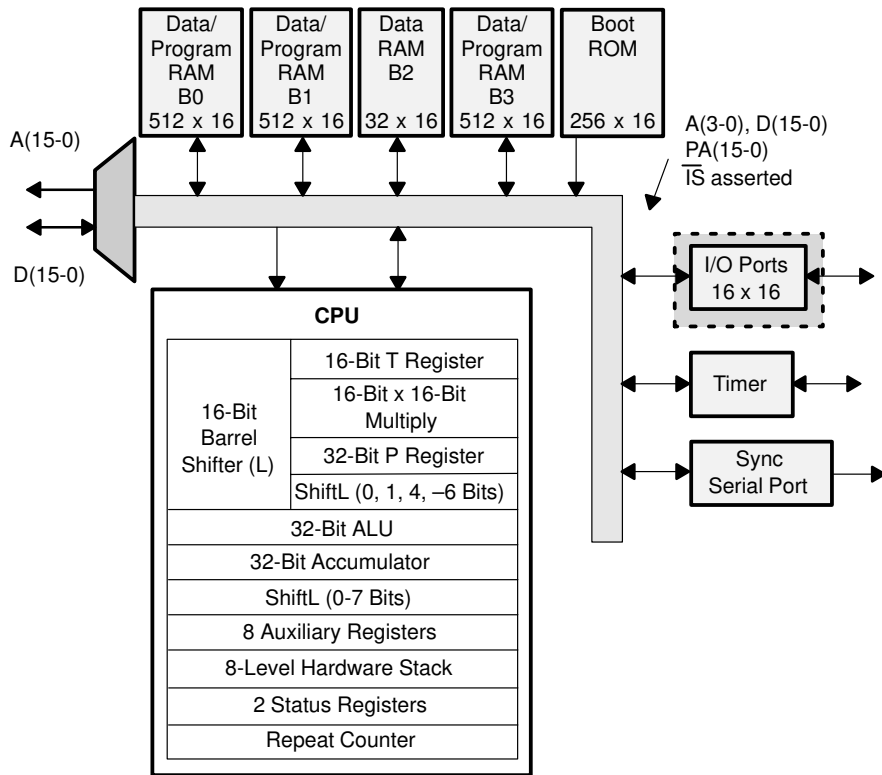 Data/
Program
RAM
B0
512 x 16
Data/
Program
RAM
B1
512 x 16
Data
RAM
B2
32 x 16
Data/
Program
RAM
B3
512 x 16
Boot
ROM
256 x 16
A(15-0)
D(15-0)
A(3-0), D(15-0)
PA(15-0)
I̅S̅ asserted
I/O Ports
16 x 16
Timer
Sync
Serial Port
CPU
16-Bit
Barrel
Shifter (L)
16-Bit T Register
16-Bit x 16-Bit
Multiply
32-Bit P Register
ShiftL (0, 1, 4, –6 Bits)
32-Bit ALU
32-Bit Accumulator
ShiftL (0-7 Bits)
8 Auxiliary Registers
8-Level Hardware Stack
2 Status Registers
Repeat Counter